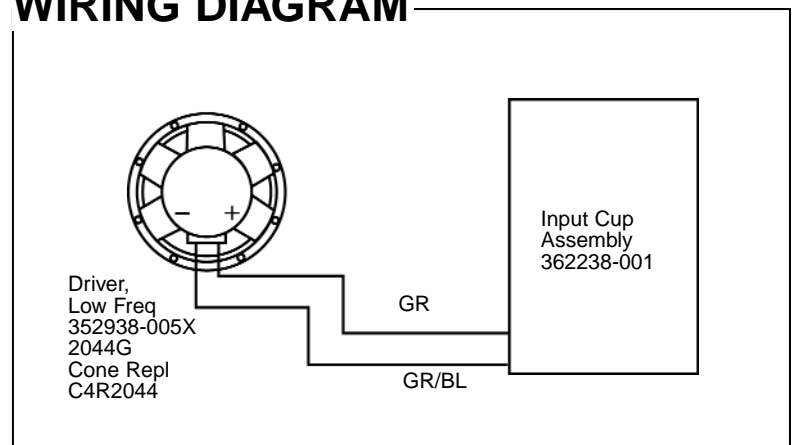 WIRING DIAGRAM
− +
Input Cup
Assembly
362238-001
Driver,
Low Freq
352938-005X
2044G
Cone Repl
C4R2044
GR
GR/BL